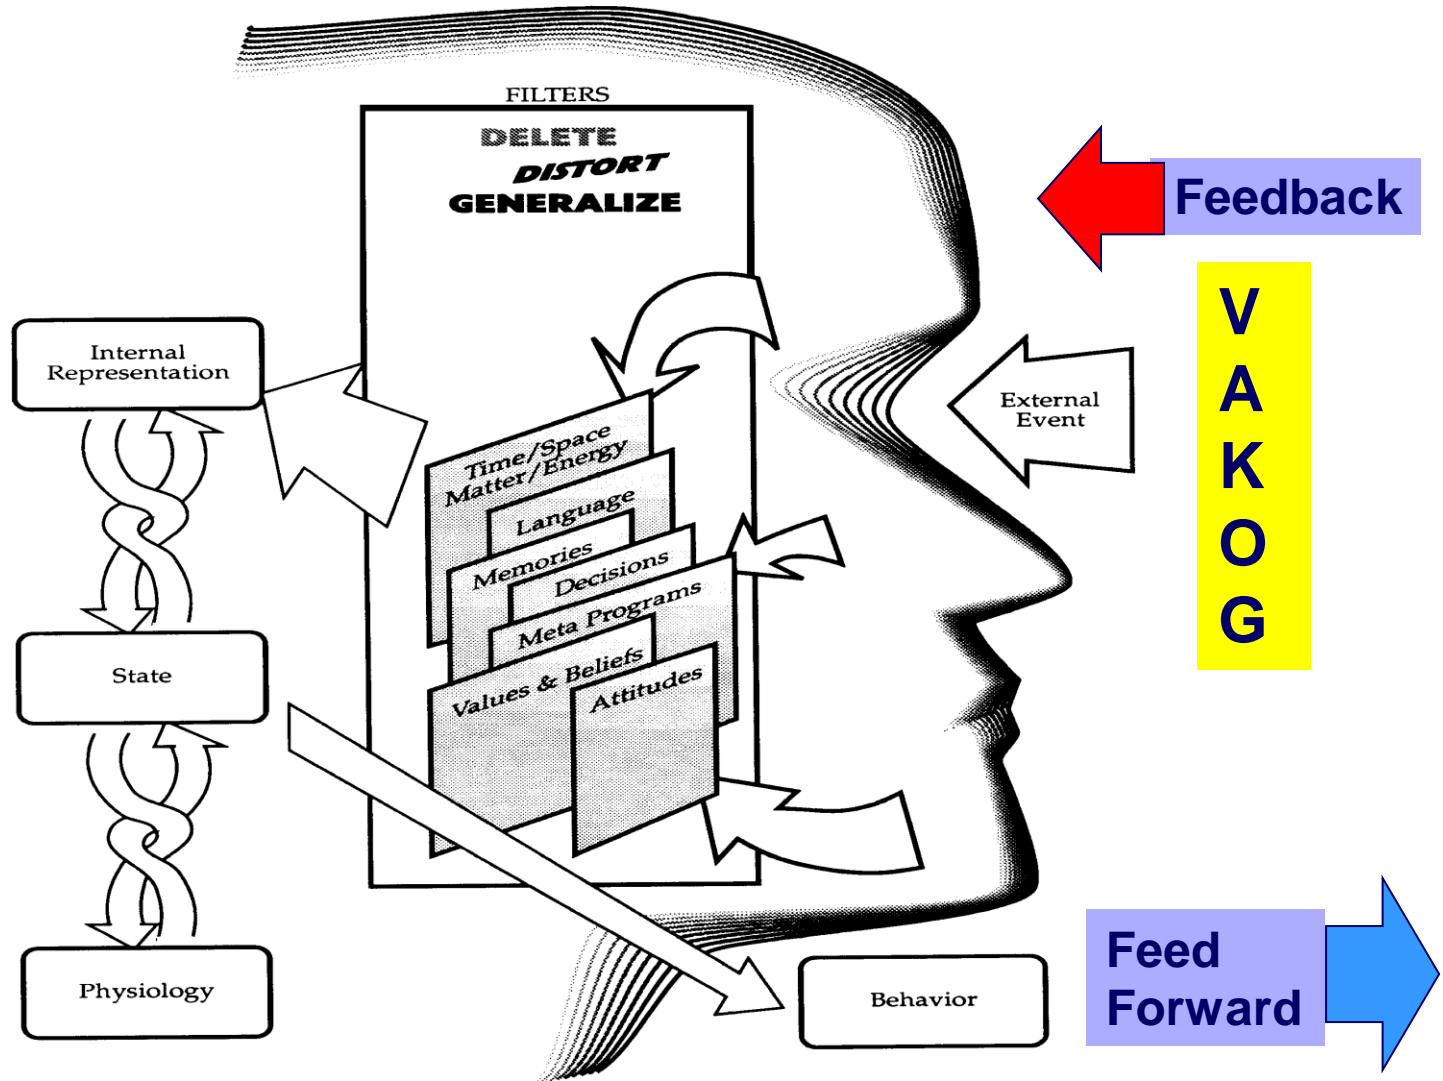 FILTERS
DELETE
DISTORT
GENERALIZE
Feedback
V
A
K
O
G
Internal
Representation
External
Event
Time/Space
Matter/Energy
Language
Memories
Decisions
Meta Programs
Values & Beliefs
Attitudes
State
Physiology
Behavior
Feed
Forward